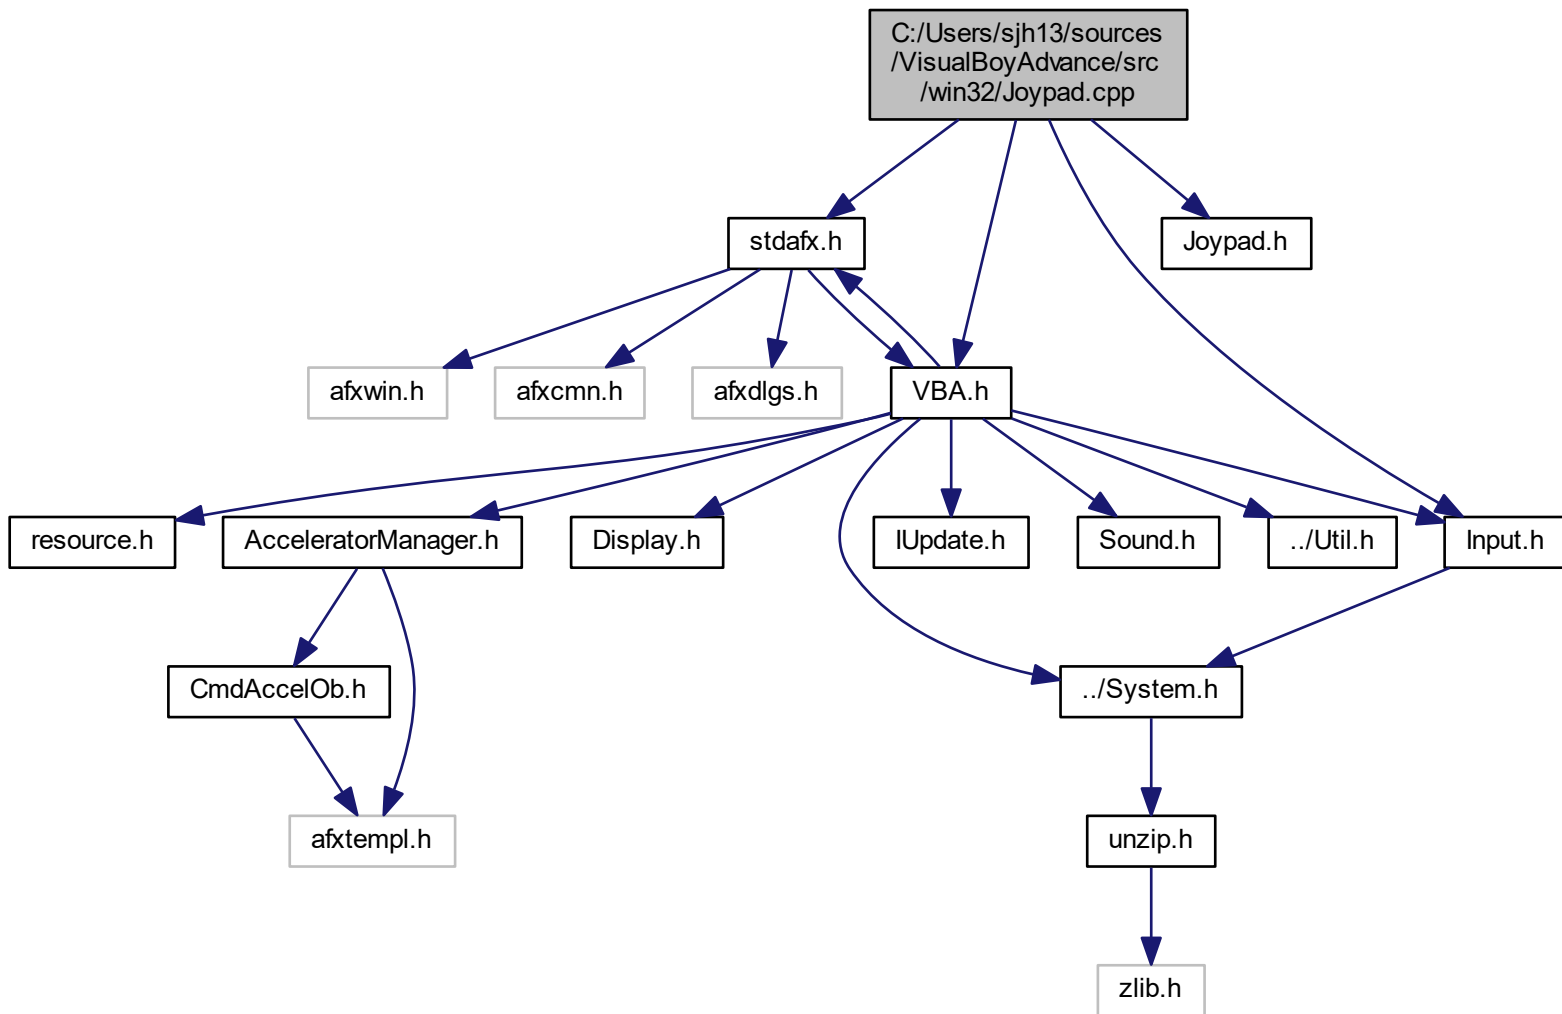 C:/Users/sjh13/sources
/VisualBoyAdvance/src
/win32/Joypad.cpp
stdafx.h
Joypad.h
afxwin.h
afxcmn.h
afxdlgs.h
VBA.h
resource.h
AcceleratorManager.h
Display.h
IUpdate.h
Sound.h
../Util.h
Input.h
CmdAccelOb.h
../System.h
afxtempl.h
unzip.h
zlib.h